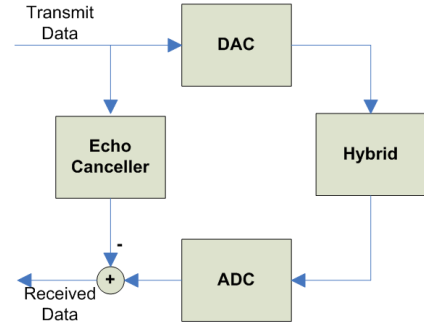 Transmit
Data
DAC
Echo
Canceller
Hybrid
-
ADC
+
Received
Data